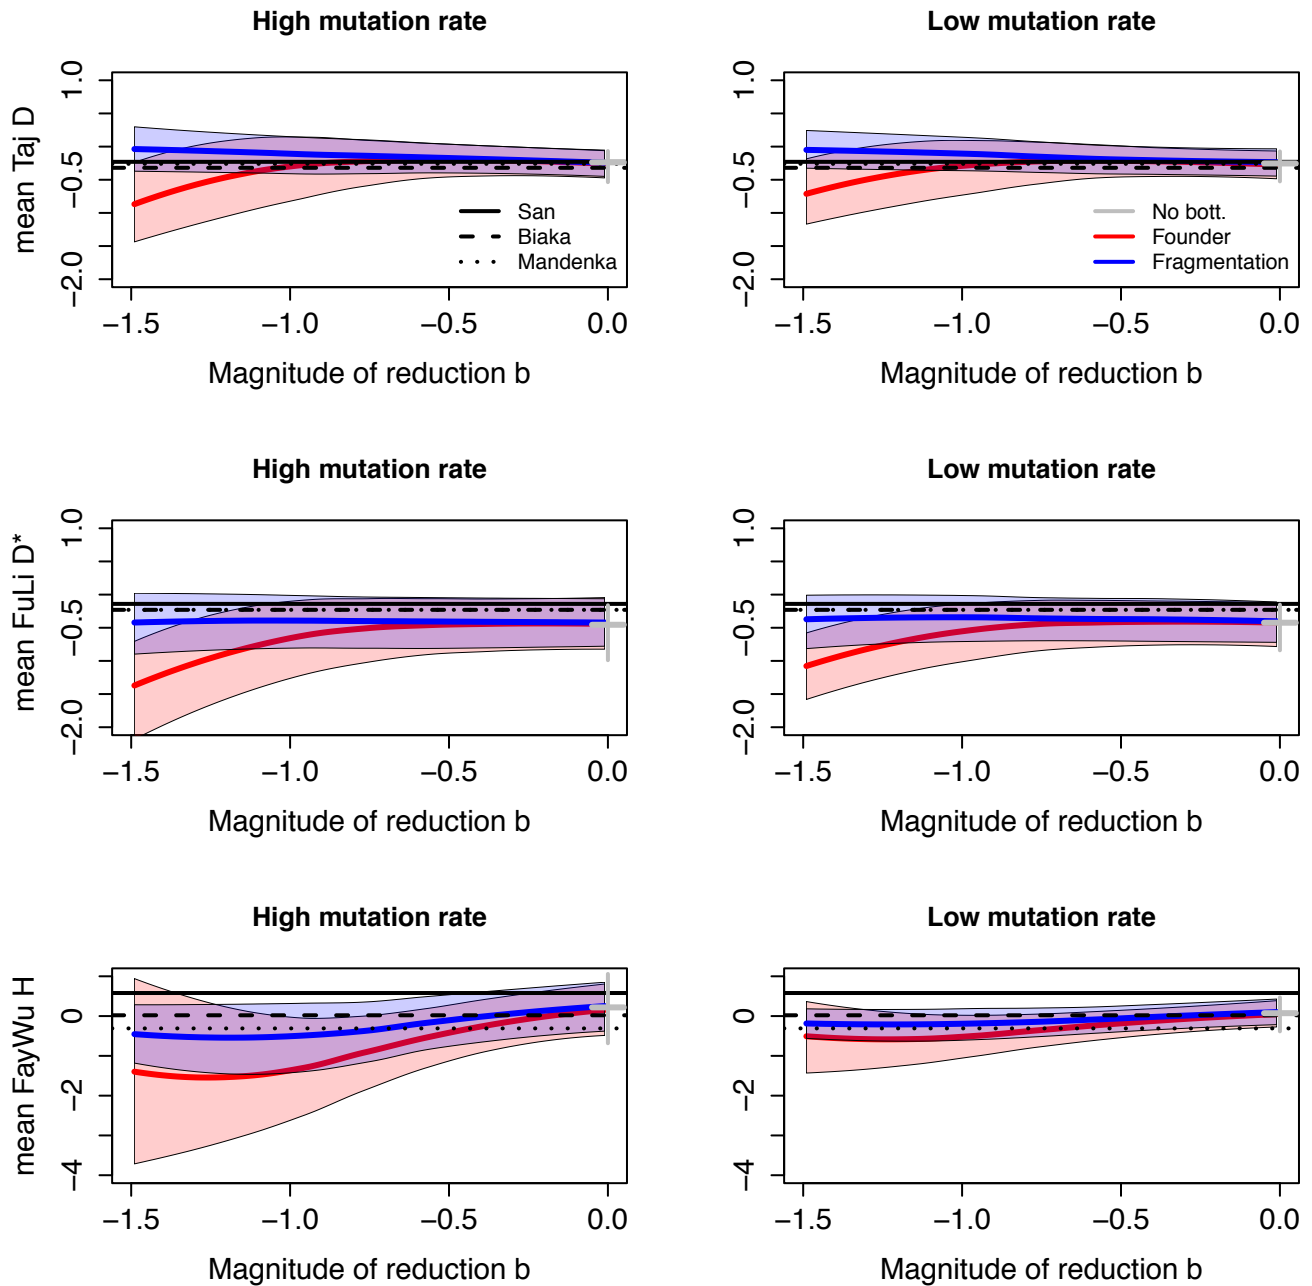 High mutation rate
mean Taj D
1.0
−0.5
−2.0
San
Biaka
Mandenka
−1.5 −1.0 −0.5 0.0
Magnitude of reduction b
Low mutation rate
1.0
−0.5
−2.0
No bott.
Founder
Fragmentation
−1.5 −1.0 −0.5 0.0
Magnitude of reduction b
High mutation rate
mean FuLi D*
1.0
−0.5
−2.0
−1.5 −1.0 −0.5 0.0
Magnitude of reduction b
Low mutation rate
1.0
−0.5
−2.0
−1.5 −1.0 −0.5 0.0
Magnitude of reduction b
High mutation rate
mean FayWu H
0
−2
−4
−1.5 −1.0 −0.5 0.0
Magnitude of reduction b
Low mutation rate
0
−2
−4
−1.5 −1.0 −0.5 0.0
Magnitude of reduction b